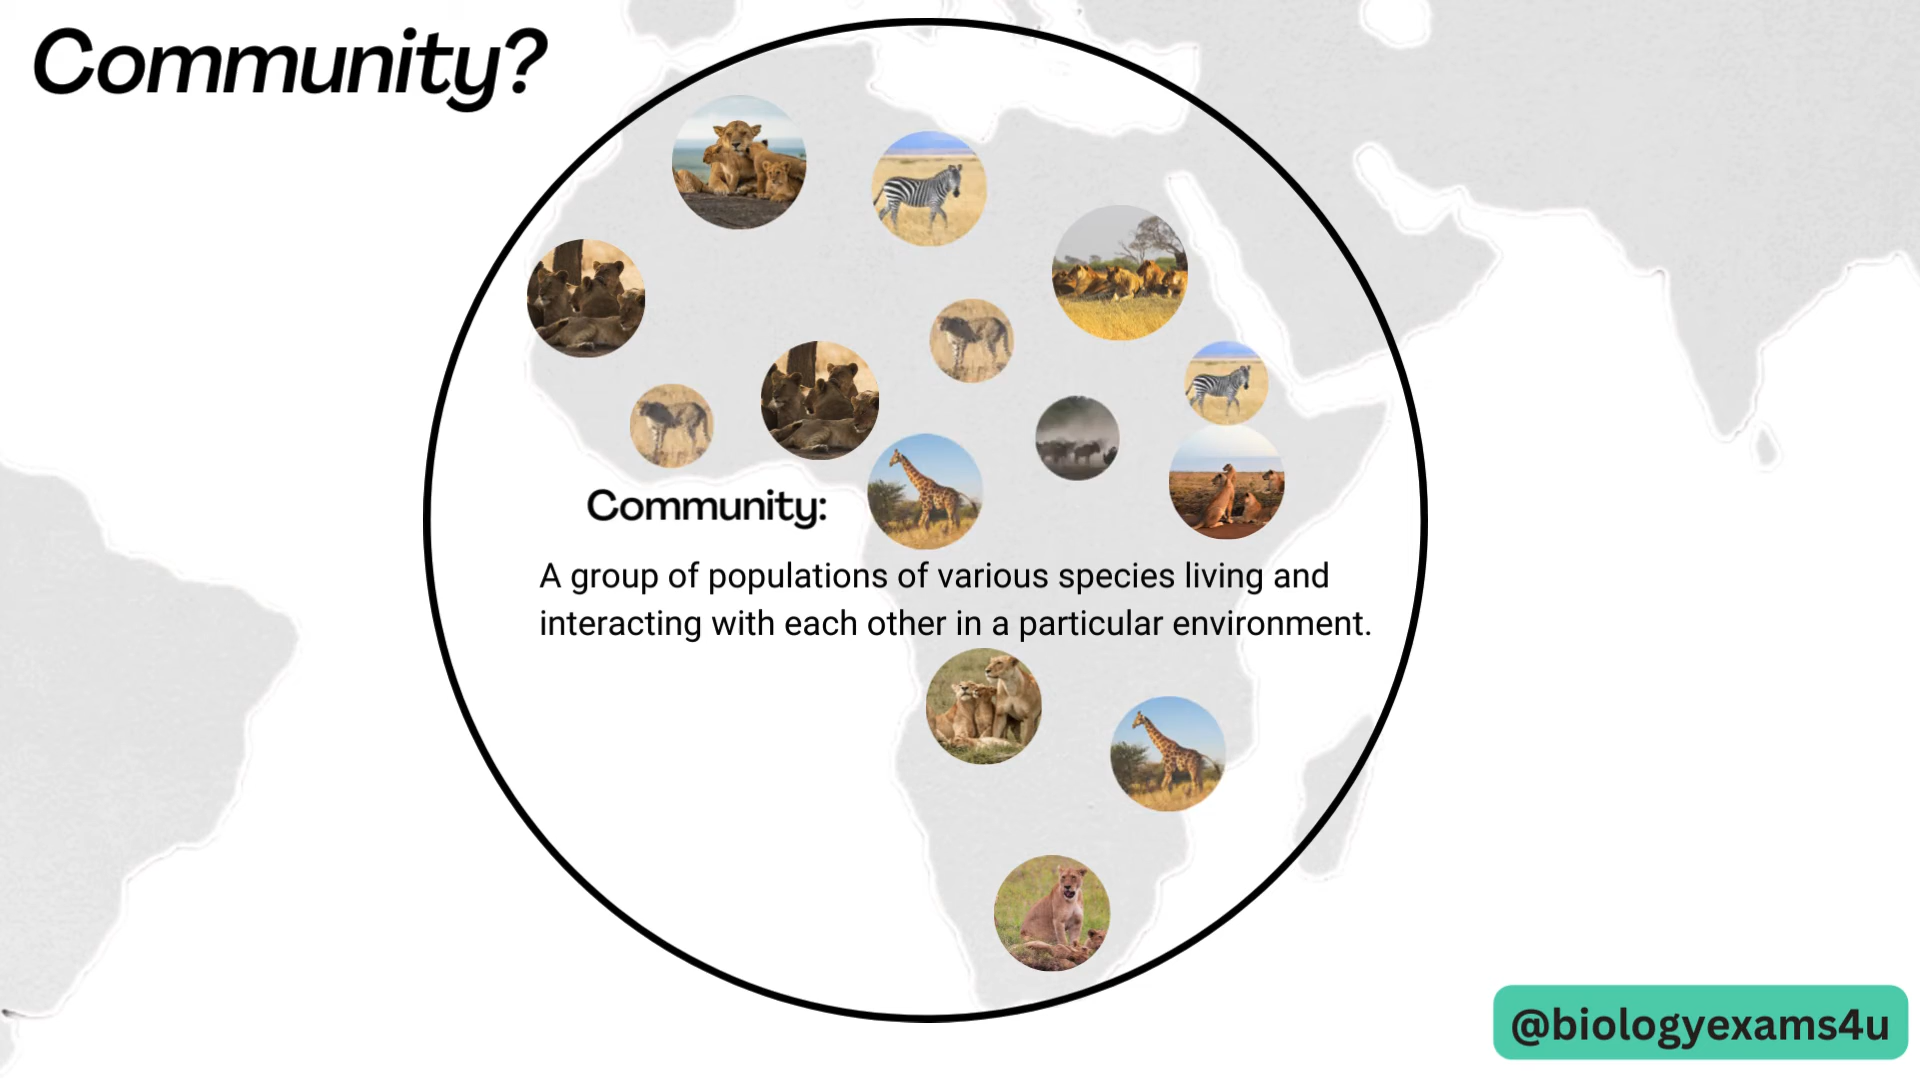 Community?
Community:
A group of populations of various species living and
interacting with each other in a particular environment.
@biologyexams4u